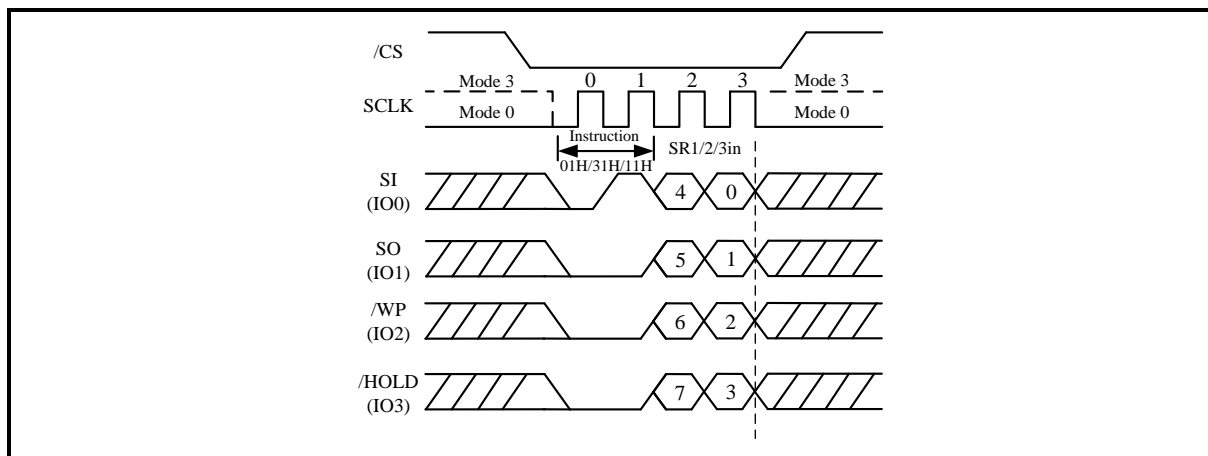 /CS
Mode 3 0 1 2 3 Mode 3
SCLK
Mode 0 Mode 0
Instruction
SR1/2/3in
01H/31H/11H
SI
(IO0)
4 0
SO
(IO1)
5 1
/WP
(IO2)
6 2
/HOLD
(IO3)
7 3